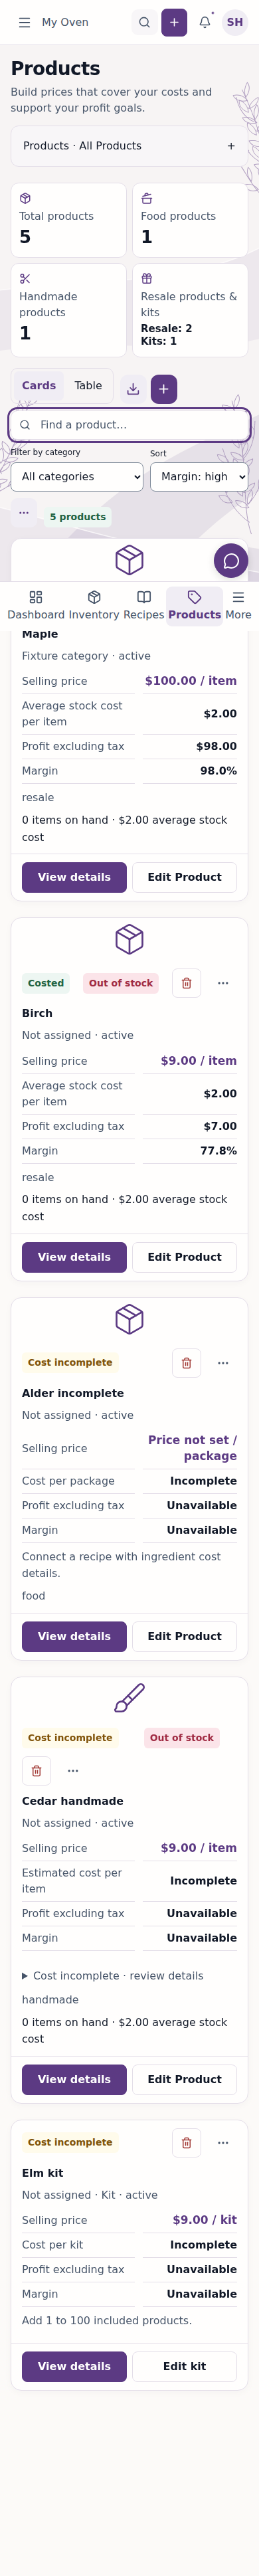 My Oven
SH
Products
Build prices that cover your costs and
support your profit goals.
Products · All Products +
Total products
5
Food products
1
Handmade
products
1
Resale products &
kits
Resale: 2
Kits: 1
Cards Table
Find a product…
Filter by category Sort
All categories Margin: high
5 products
Dashboard Inventory Recipes Products More
Maple
Fixture category · active
Selling price $100.00 / item
Average stock cost
per item $2.00
Profit excluding tax $98.00
Margin 98.0%
resale
0 items on hand · $2.00 average stock
cost
View details Edit Product
Costed Out of stock
Birch
Not assigned · active
Selling price $9.00 / item
Average stock cost
per item $2.00
Profit excluding tax $7.00
Margin 77.8%
resale
0 items on hand · $2.00 average stock
cost
View details Edit Product
Cost incomplete
Alder incomplete
Not assigned · active
Selling price Price not set /
package
Cost per package Incomplete
Profit excluding tax Unavailable
Margin Unavailable
Connect a recipe with ingredient cost
details.
food
View details Edit Product
Cost incomplete Out of stock
Cedar handmade
Not assigned · active
Selling price $9.00 / item
Estimated cost per
item Incomplete
Profit excluding tax Unavailable
Margin Unavailable
Cost incomplete · review details
handmade
0 items on hand · $2.00 average stock
cost
View details Edit Product
Cost incomplete
Elm kit
Not assigned · Kit · active
Selling price $9.00 / kit
Cost per kit Incomplete
Profit excluding tax Unavailable
Margin Unavailable
Add 1 to 100 included products.
View details Edit kit